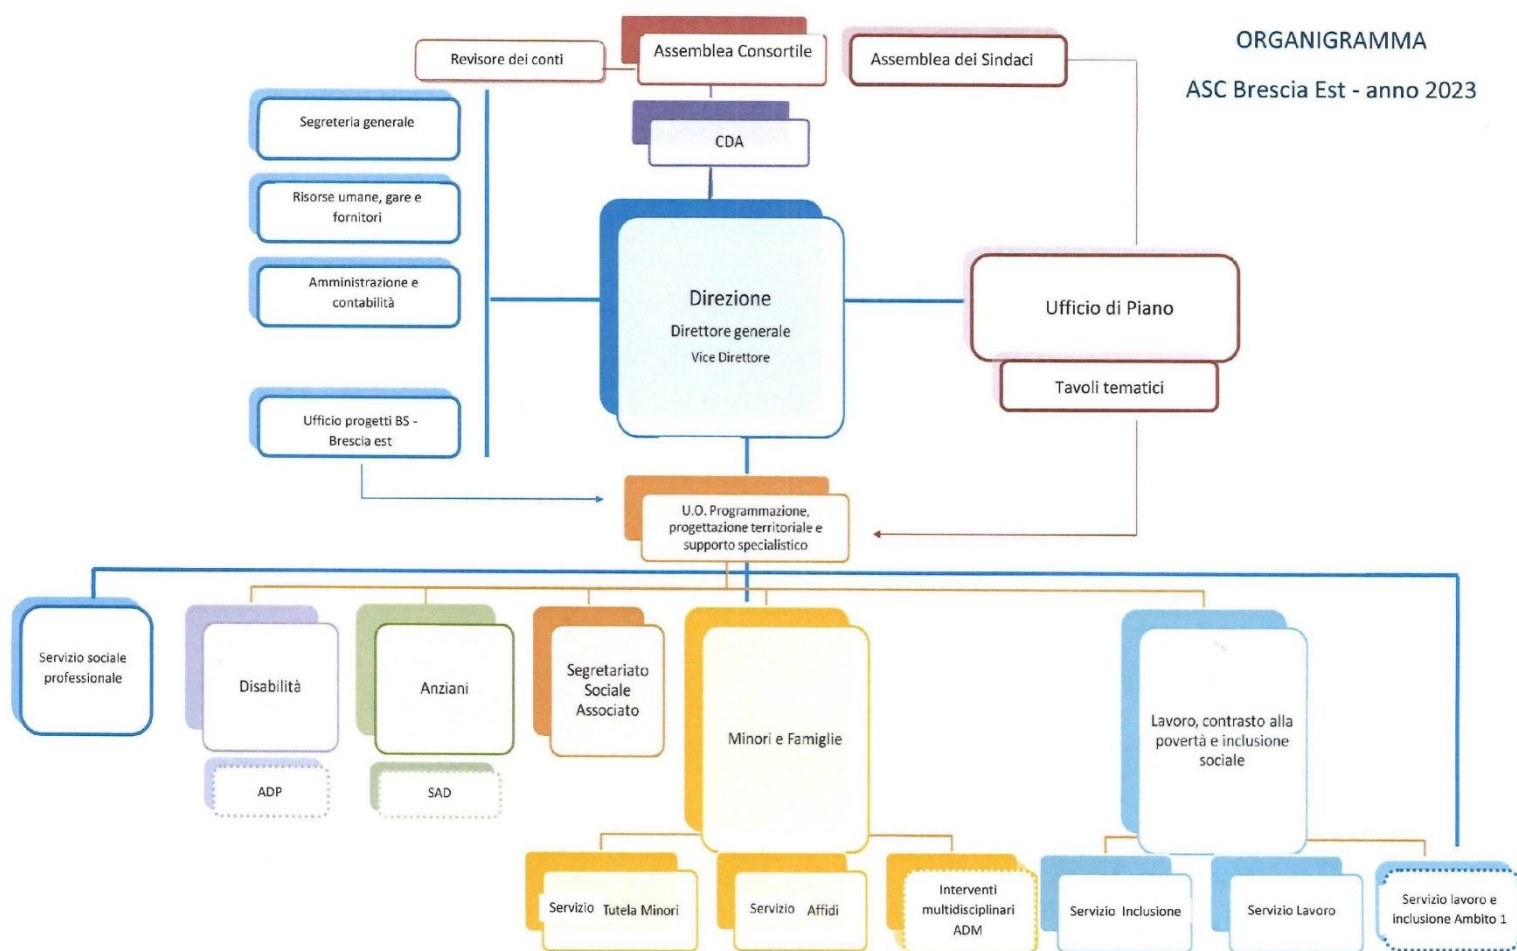 ORGANIGRAMMA
ASC Brescia Est - anno 2023
Revisore dei conti
Assemblea Consortile
Assemblea dei Sindaci
Segreteria generale
CDA
Risorse umane, gare e
fornitori
Amministrazione e
contabilità
Direzione
Direttore generale
Vice Direttore
Ufficio di Piano
Tavoli tematici
Ufficio progetti BS -
Brescia est
U.O. Programmazione,
progettazione territoriale e
supporto specialistico
Servizio sociale
professionale
Disabilità
Anziani
Segretariato
Sociale
Associato
Minori e Famiglie
Lavoro, contrasto alla
povertà e inclusione
sociale
ADP
SAD
Servizio Tutela Minori
Servizio Affidi
Interventi
multidisciplinari
ADM
Servizio Inclusione
Servizio Lavoro
Servizio lavoro e
inclusione Ambito 1